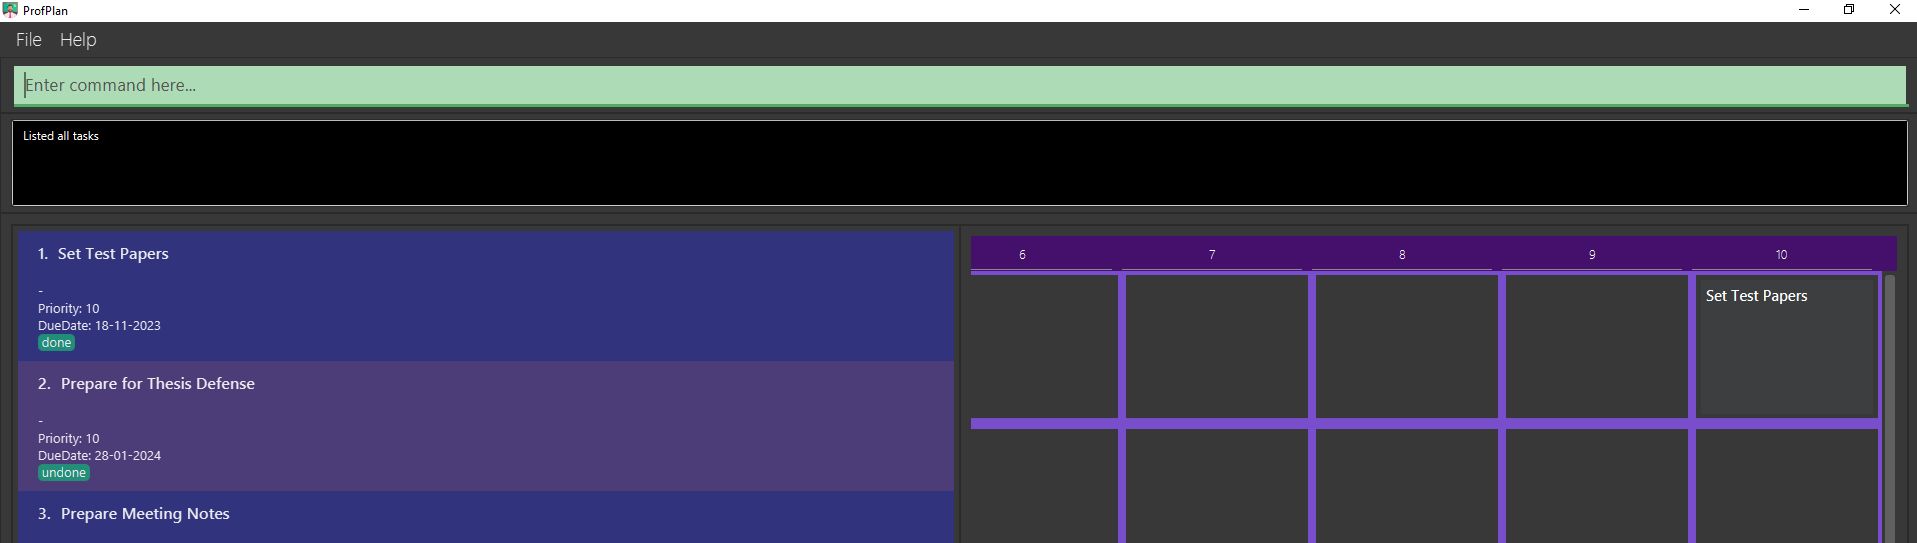 ProfPlan
File Help
Enter command here...
Listed all tasks
1. Set Test Papers
-
Priority: 10
DueDate: 18-11-2023
done
2. Prepare for Thesis Defense
-
Priority: 10
DueDate: 28-01-2024
undone
3. Prepare Meeting Notes
6 7 8 9 10
Set Test Papers